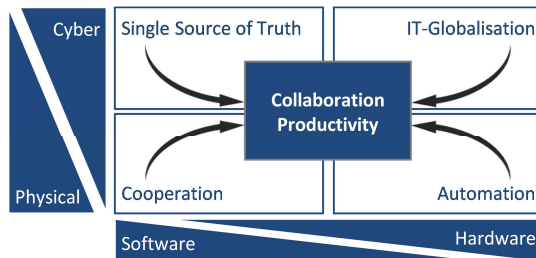 Cyber
Single Source of Truth
IT-Globalisation
Collaboration
Productivity
Physical
Cooperation
Automation
Software
Hardware